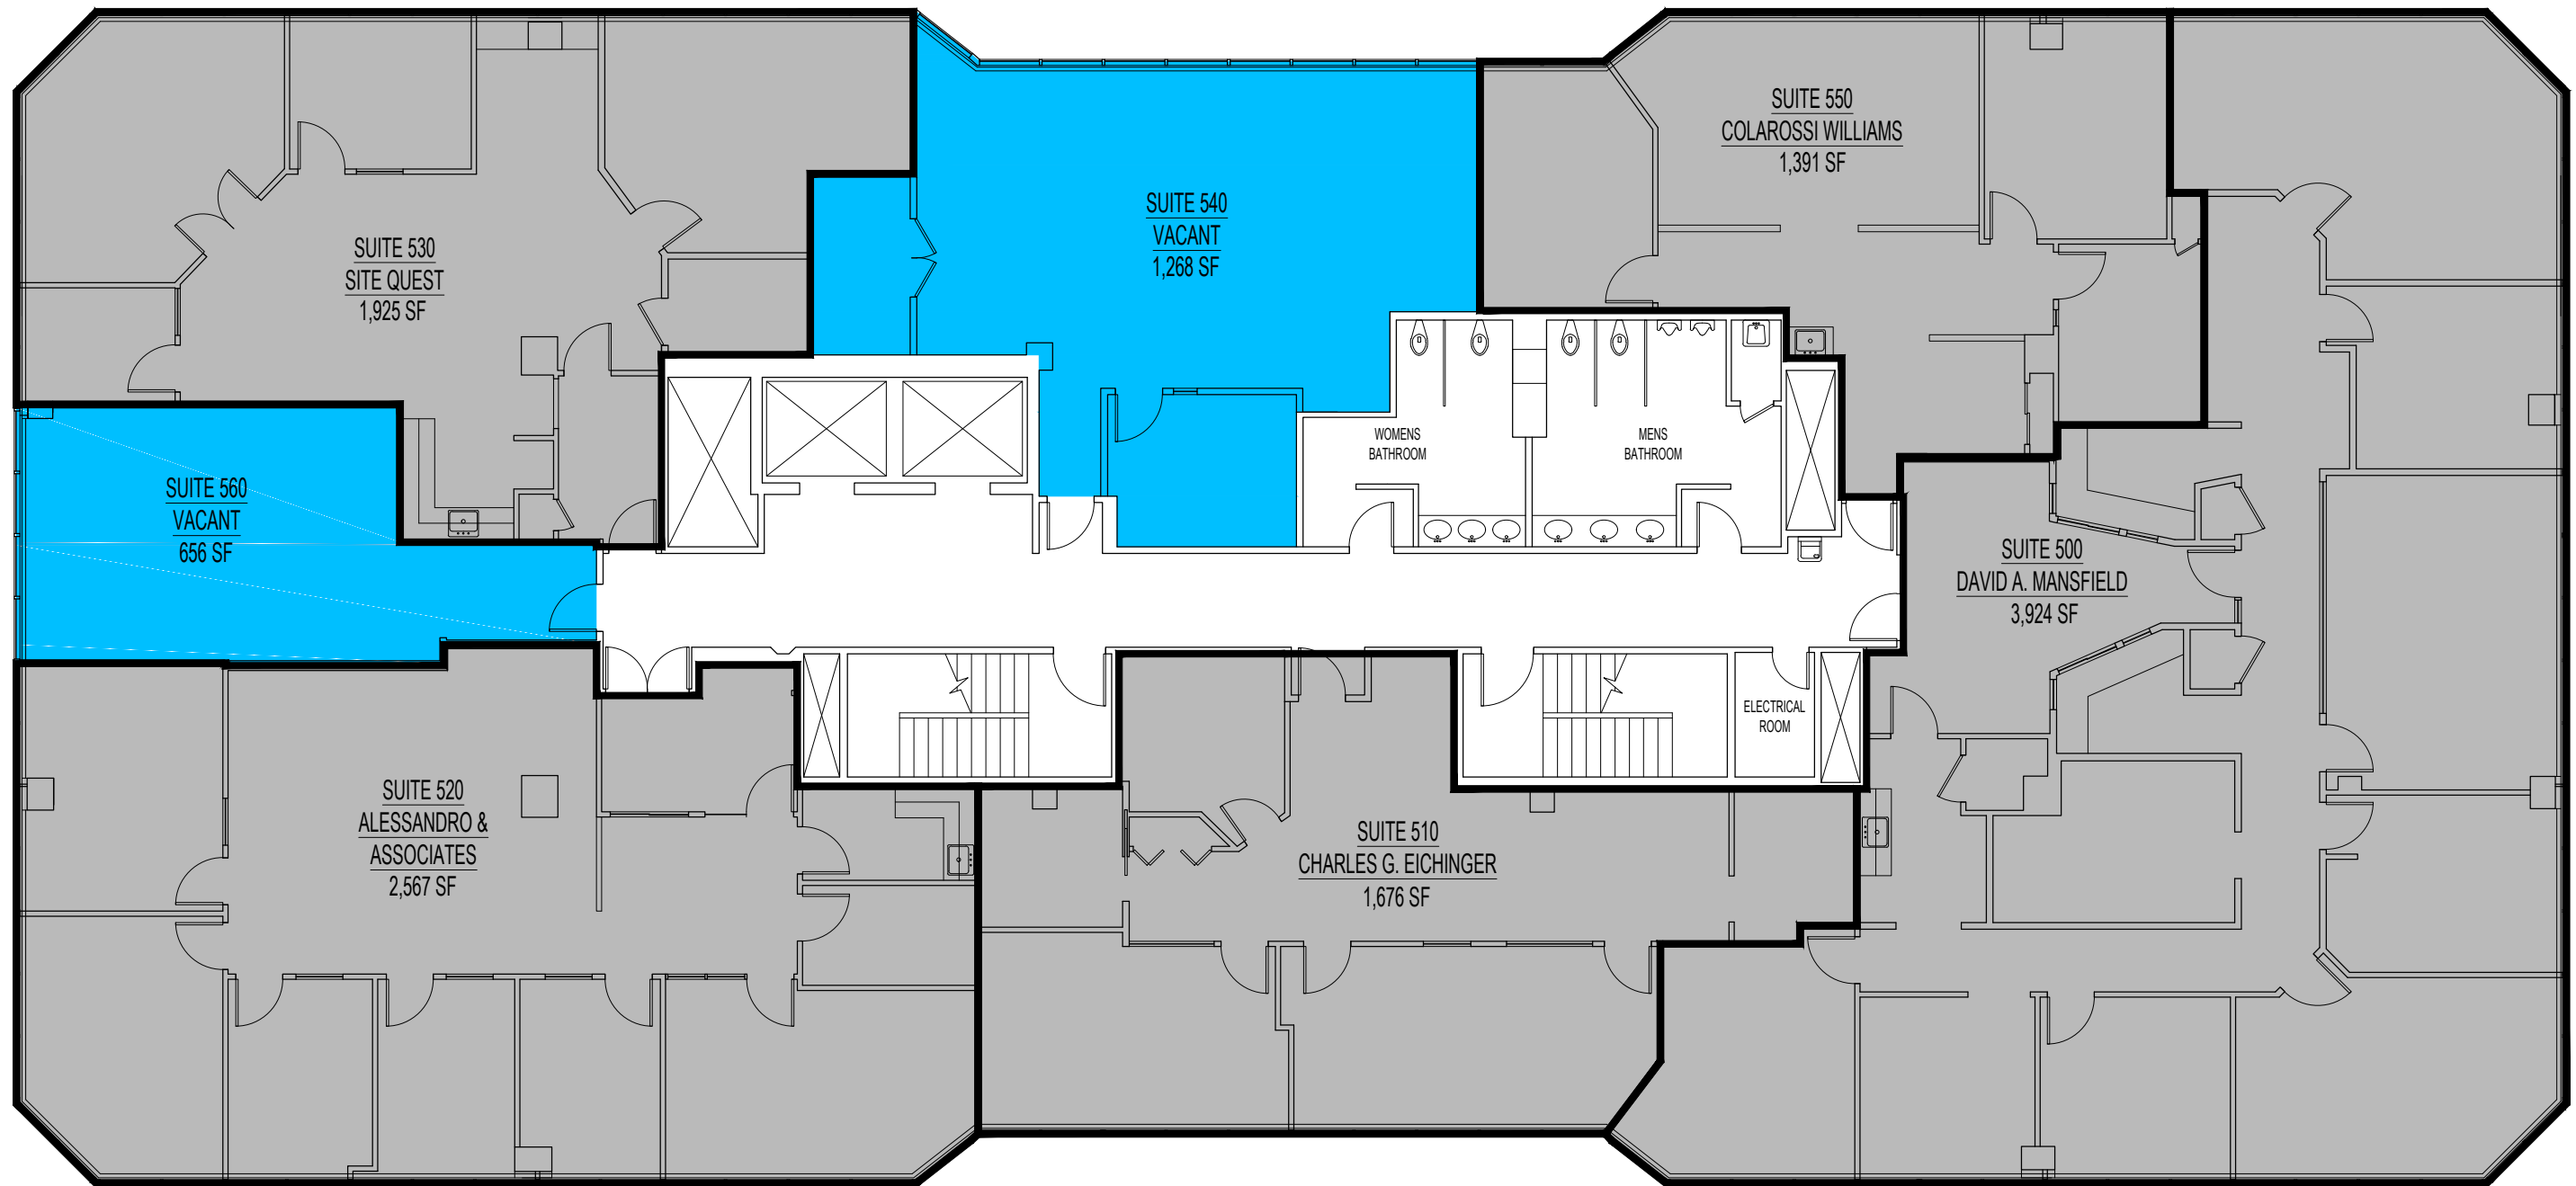 SUITE 550
COLAROSSI WILLIAMS
1,391 SF
SUITE 540
VACANT
1,268 SF
SUITE 530
SITE QUEST
1,925 SF
WOMENS
BATHROOM
MENS
BATHROOM
SUITE 560
VACANT
656 SF
SUITE 500
DAVID A. MANSFIELD
3,924 SF
ELECTRICAL
ROOM
SUITE 520
ALESSANDRO &
ASSOCIATES
2,567 SF
SUITE 510
CHARLES G. EICHINGER
1,676 SF